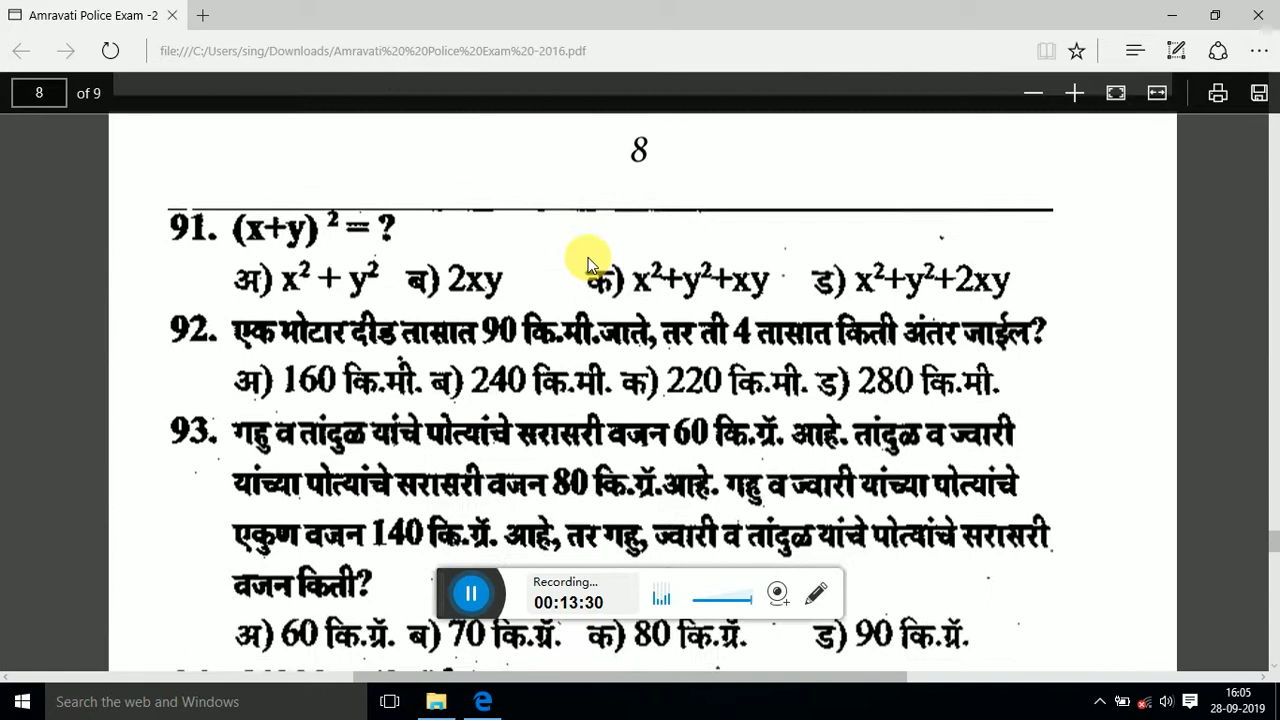 Amravati Police Exam -2
file:///C:/Users/sing/Downloads/Amravati%20%20Police%20Exam%20-2016.pdf
8 of 9
8
91. (x+y) ² = ?
अ) x² + y² ब) 2xy क) x²+y²+xy ड) x²+y²+2xy
92. एक मोटार दीड तासात 90 कि.मी.जाते, तर ती 4 तासात किती अंतर जाईल?
अ) 160 कि.मी. ब) 240 कि.मी. क) 220 कि.मी. ड) 280 कि.मी.
93. गहु व तांदुळ यांचे पोत्यांचे सरासरी वजन 60 कि.ग्रॅ. आहे. तांदुळ व ज्वारी
यांच्या पोत्यांचे सरासरी वजन 80 कि.ग्रॅ.आहे. गहु व ज्वारी यांच्या पोत्यांचे
एकुण वजन 140 कि.ग्रॅ. आहे, तर गहु, ज्वारी व तांदुळ यांचे पोत्यांचे सरासरी
वजन किती?
Recording...
00:13:30
अ) 60 कि.ग्रॅ. ब) 70 कि.ग्रॅ. क) 80 कि.ग्रॅ. ड) 90 कि.ग्रॅ.
Search the web and Windows
16:05
28-09-2019